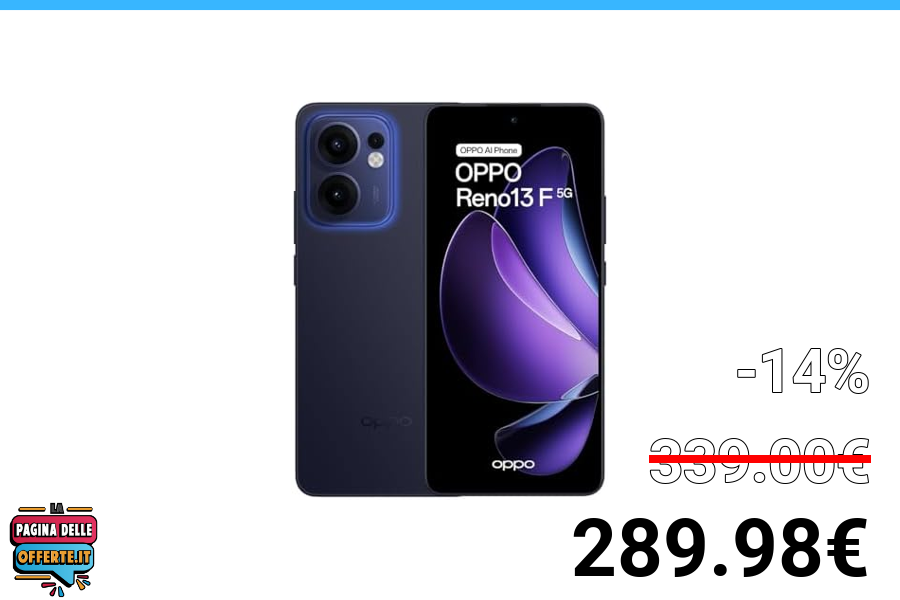 OPPO AI Phone
OPPO
Reno13 F 5G
oppo
oppo
-14%
339.00€
289.98€
LA
PAGINA DELLE
OFFERTE.IT